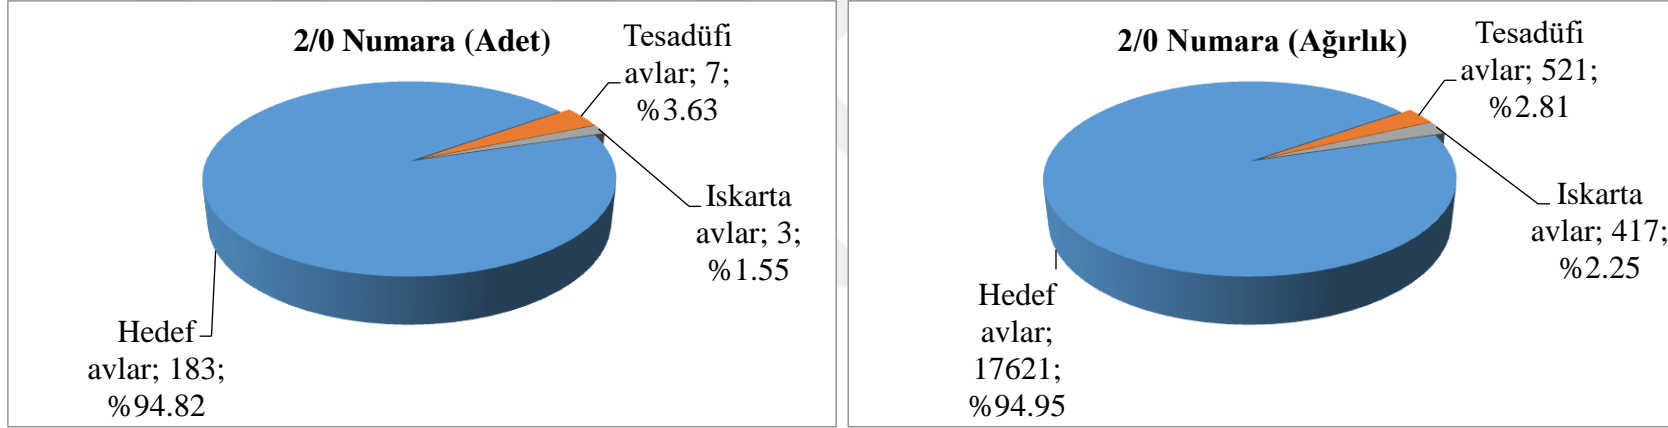 2/0 Numara (Adet)
Tesadüfi
avlar; 7;
%3.63
Iskarta
avlar; 3;
%1.55
Hedef
avlar; 183;
%94.82
2/0 Numara (Ağırlık)
Tesadüfi
avlar; 521;
%2.81
Iskarta
avlar; 417;
%2.25
Hedef
avlar;
17621;
%94.95